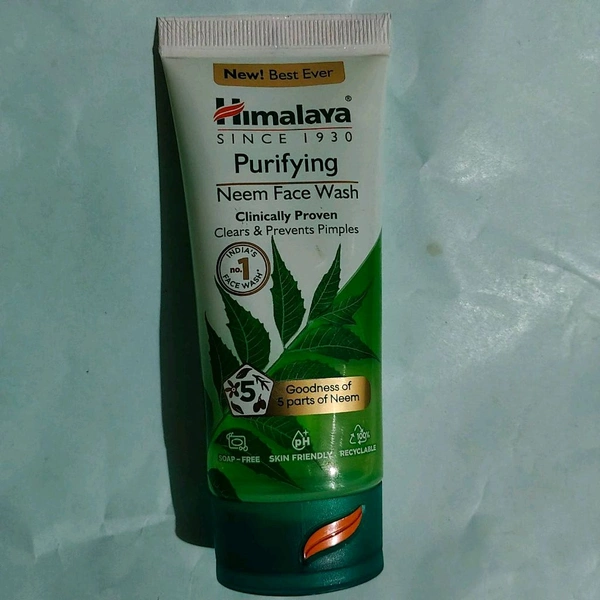 New! Best Ever
Himalaya®
SINCE 1930
Purifying
Neem Face Wash
Clinically Proven
Clears & Prevents Pimples
INDIA'S
no.1
FACE WASH*
5
Goodness of
5 parts of Neem
SOAP-FREE
pH
SKIN FRIENDLY
100%
RECYCLABLE